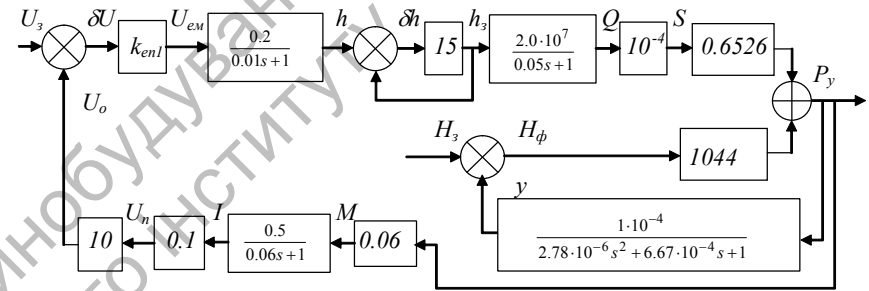 U_з δU U_ем h δh h_з Q S
k_еп1 0.2 / 0.01s+1 15 2.0·10^7 / 0.05s+1 10^-4 0.6526
U_о P_y
H_з H_ф 1044
y
1·10^-4 / 2.78·10^-6 s^2 + 6.67·10^-4 s+1
U_п I M
10 0.1 0.5 / 0.06s+1 0.06